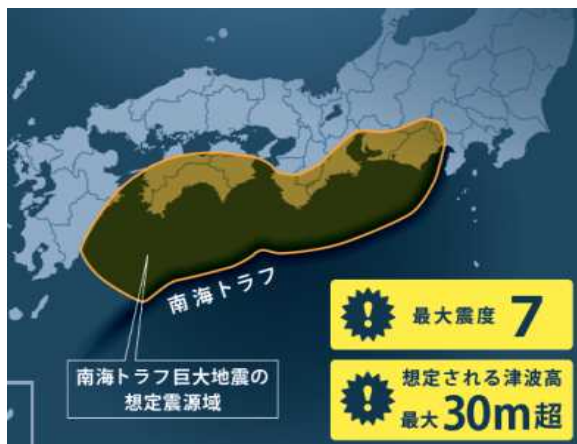 南海トラフ
南海トラフ巨大地震の
想定震源域
最大震度 7
想定される津波高
最大30m超